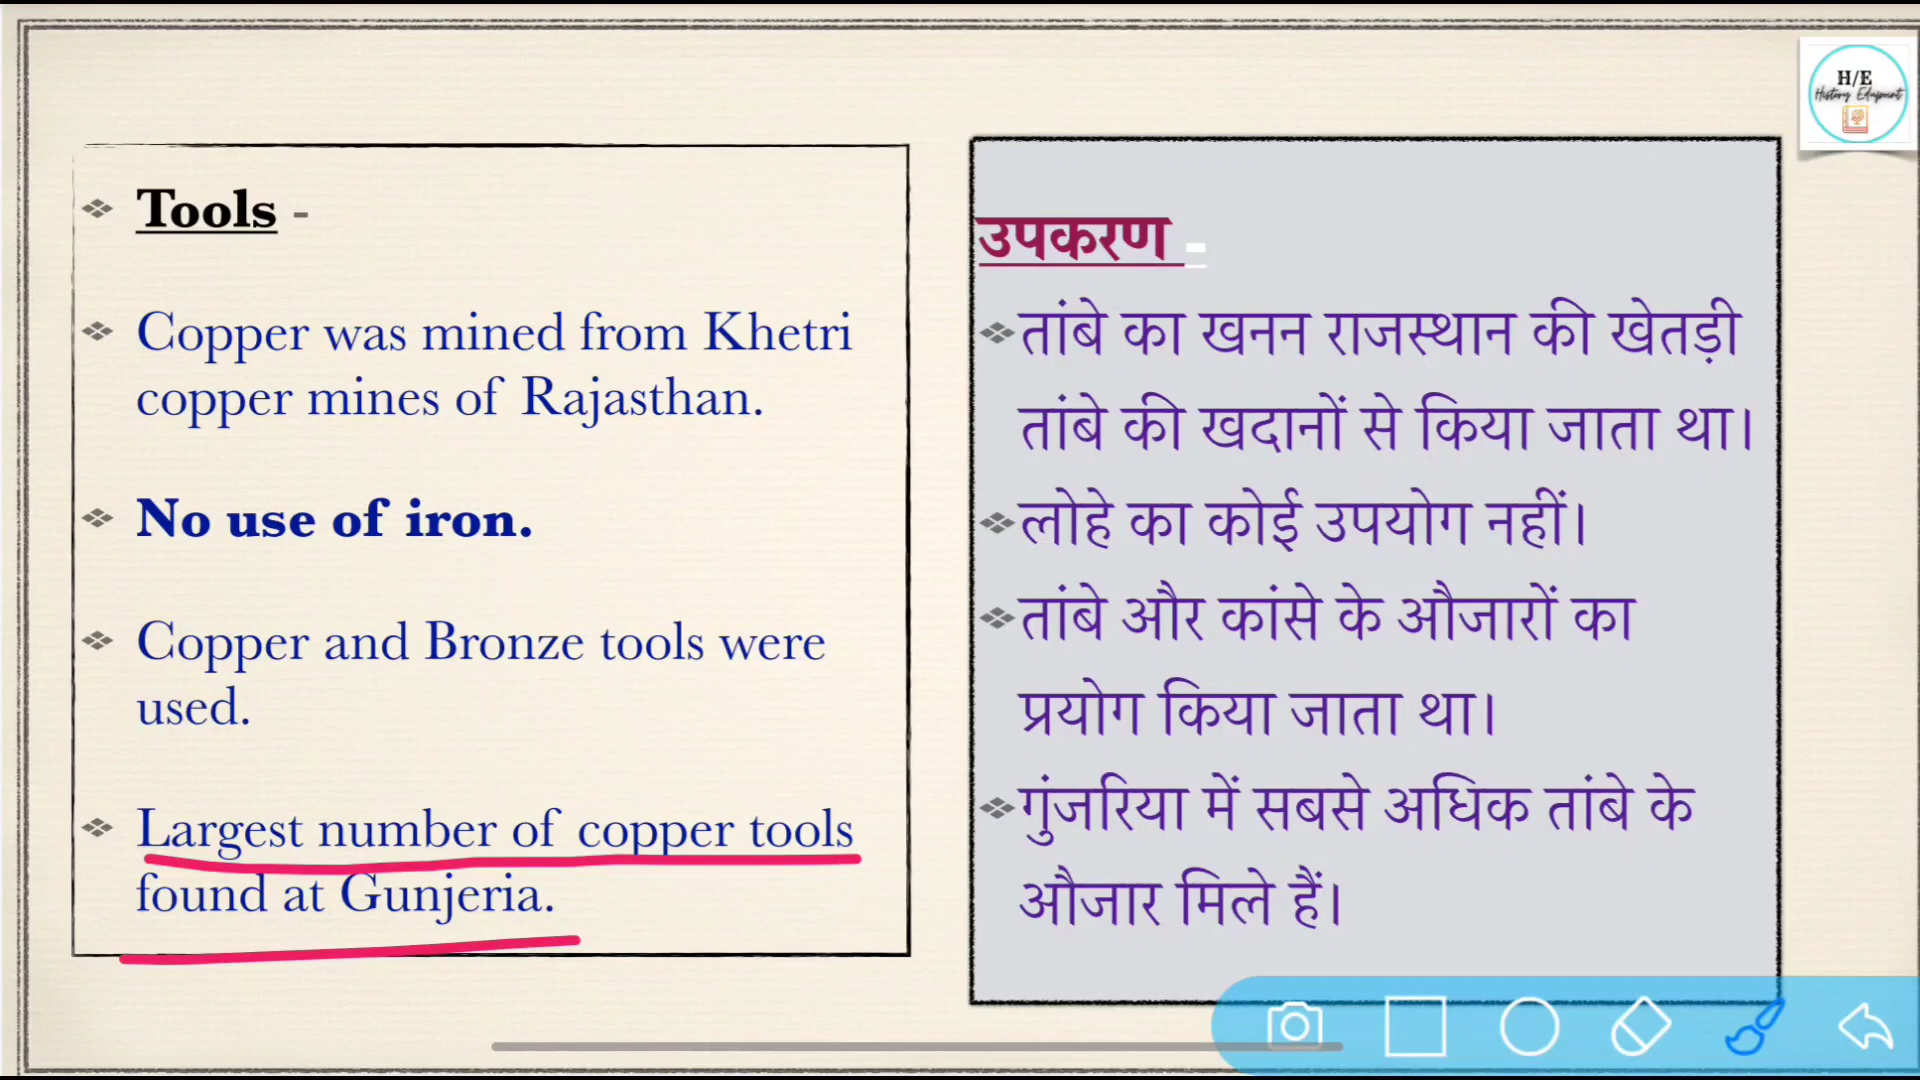 H/E
History Edupoint
Tools -
Copper was mined from Khetri
copper mines of Rajasthan.
No use of iron.
Copper and Bronze tools were
used.
Largest number of copper tools
found at Gunjeria.
उपकरण -
तांबे का खनन राजस्थान की खेतड़ी
तांबे की खदानों से किया जाता था।
लोहे का कोई उपयोग नहीं।
तांबे और कांसे के औजारों का
प्रयोग किया जाता था।
गुंजरिया में सबसे अधिक तांबे के
औजार मिले हैं।